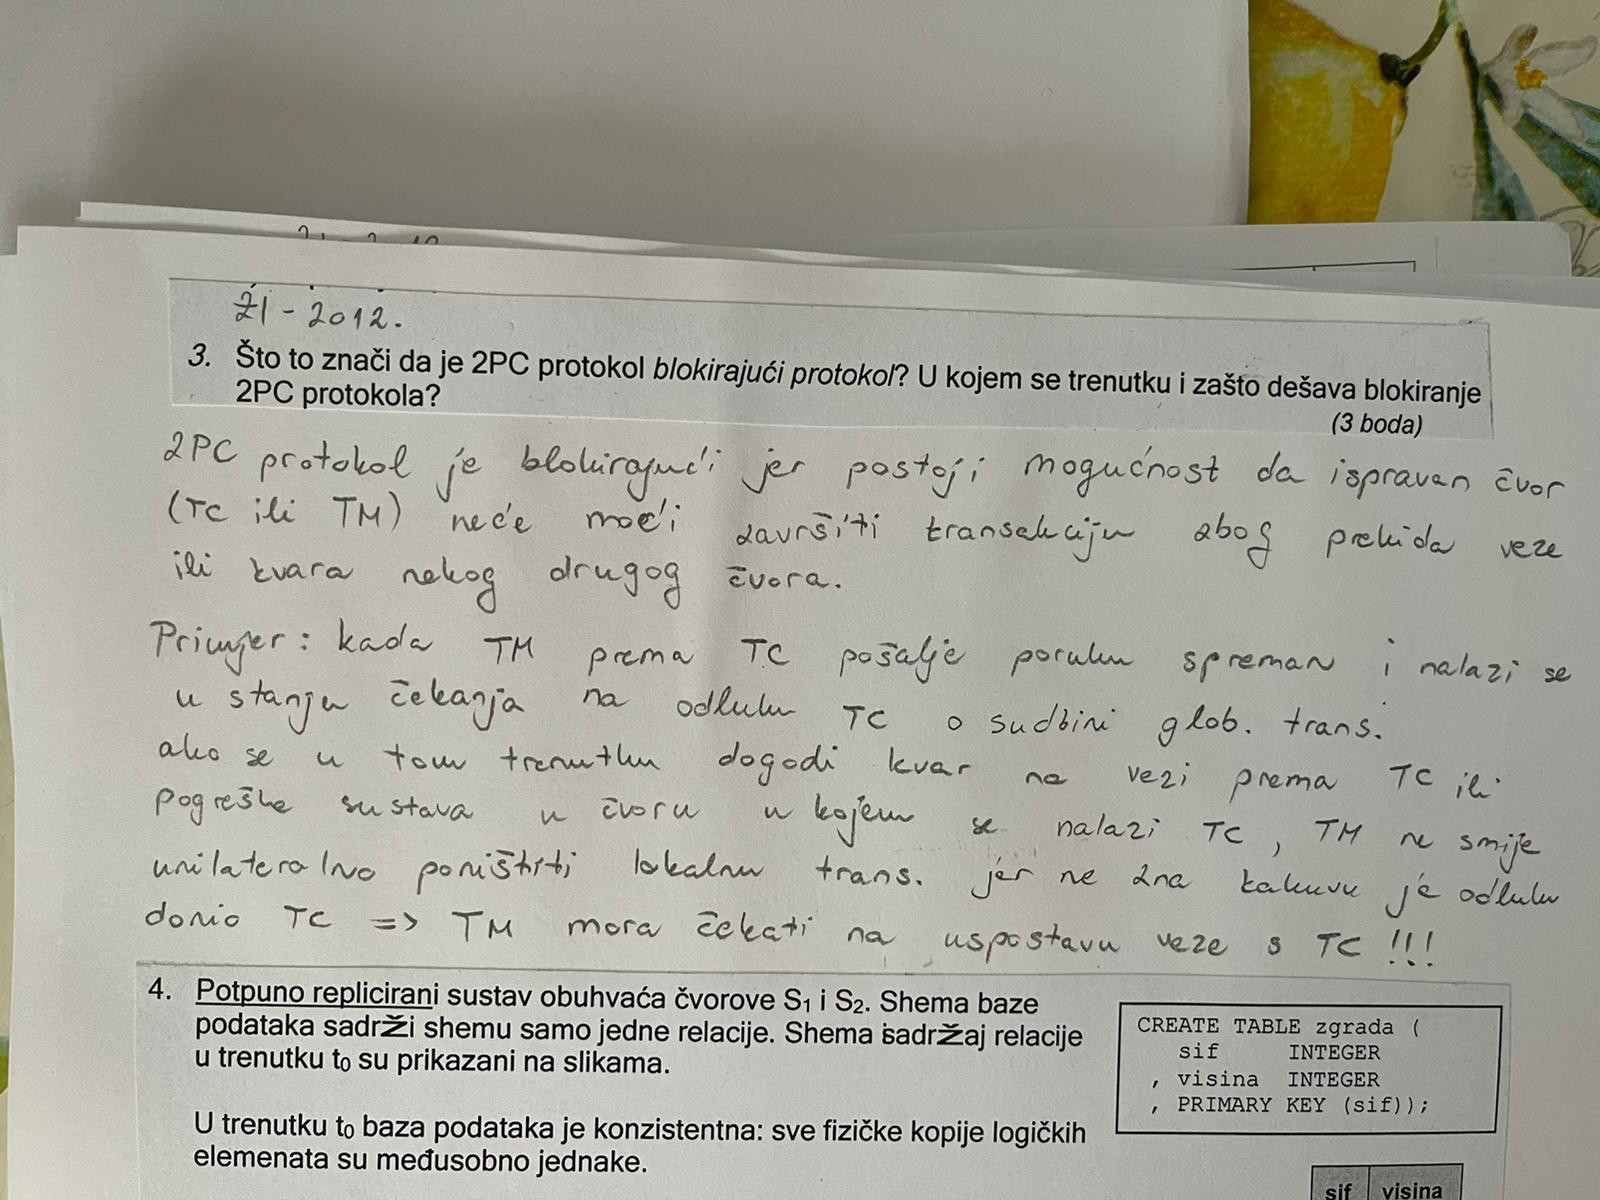 ŽI - 2012.
3. Što to znači da je 2PC protokol blokirajući protokol? U kojem se trenutku i zašto dešava blokiranje
2PC protokola?
(3 boda)
2PC protokol je blokirajući jer postoji mogućnost da ispravan čvor
(TC ili TM) neće moći završiti transakciju zbog prekida veze
ili kvara nekog drugog čvora.
Primjer: kada TM prema TC pošalje poruku spreman i nalazi se
u stanju čekanja na odluku TC o sudbini glob. trans.
ako se u tom trenutku dogodi kvar na vezi prema TC ili
pogreška sustava u čvoru u kojem se nalazi TC, TM ne smije
unilateralno poništiti lokalnu trans. jer ne zna kakvu je odluku
donio TC => TM mora čekati na uspostavu veze s TC !!!
4. Potpuno replicirani sustav obuhvaća čvorove S1 i S2. Shema baze
podataka sadrŽi shemu samo jedne relacije. Shema i sadrŽaj relacije
u trenutku t0 su prikazani na slikama.
U trenutku t0 baza podataka je konzistentna: sve fizičke kopije logičkih
elemenata su međusobno jednake.
CREATE TABLE zgrada (
sif INTEGER
, visina INTEGER
, PRIMARY KEY (sif));
sif visina